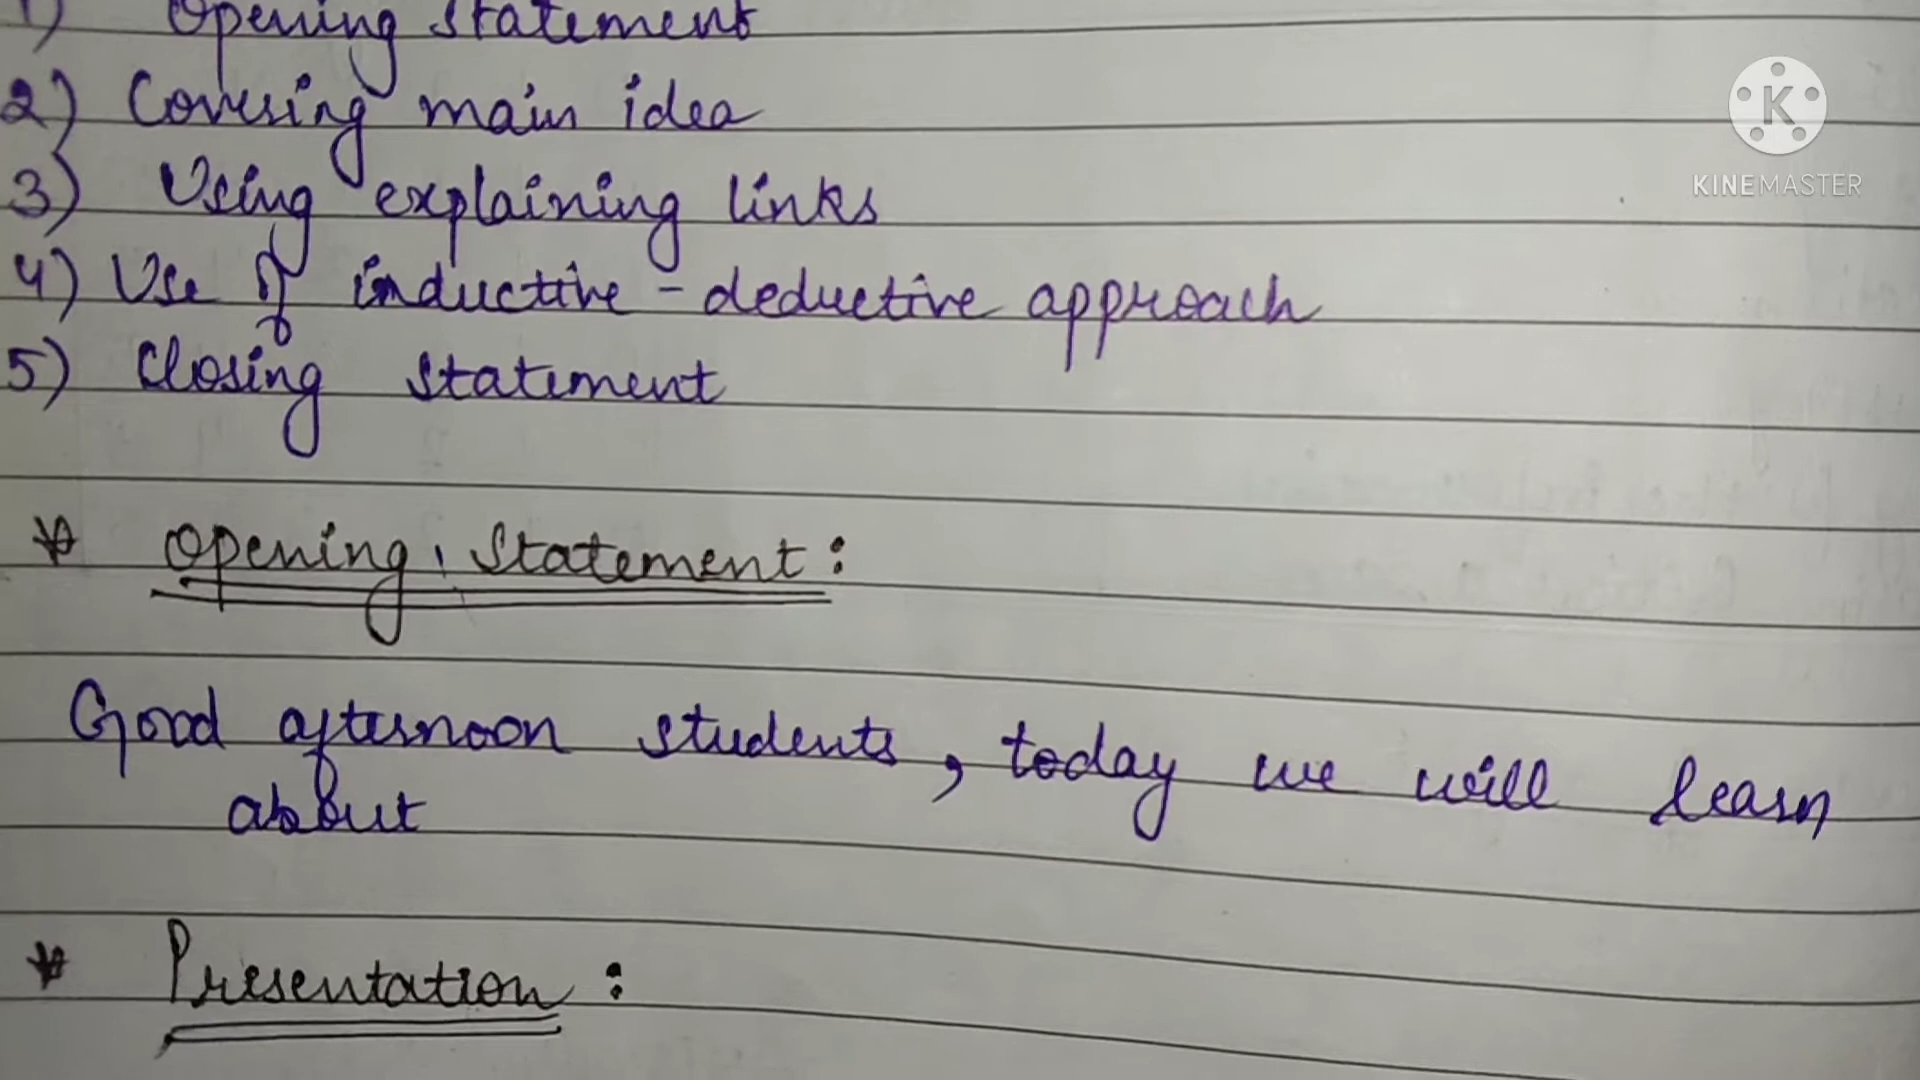 1) Opening statement
2) Covering main idea
3) Using explaining links
4) Use of inductive - deductive approach
5) Closing statement
* Opening Statement :
Good afternoon students, today we will learn
about
* Presentation :
K
KINEMASTER